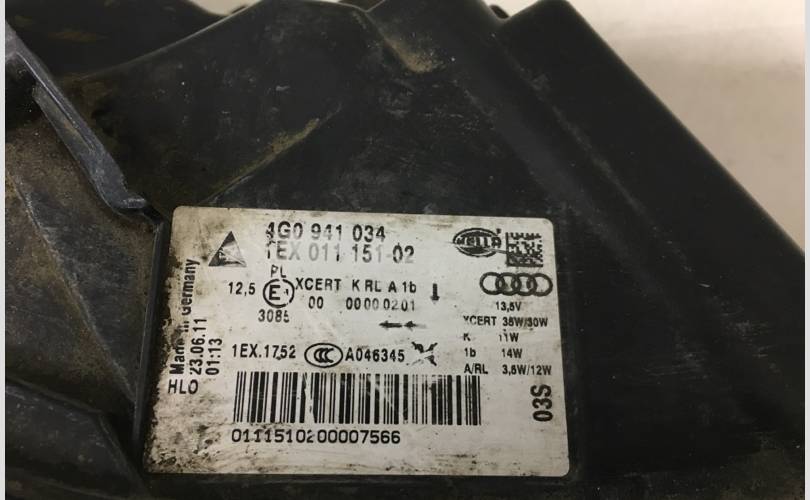 4G0 941 034
1EX 011 151-02
HELLA
PL
12,5 E1 XCERT K RL A 1b
00 00000201
3085
13,5V
XCERT 35W/30W
K 11W
1b 14W
A/RL 3,5W/12W
1EX.1752 CCC A046345
0111510200007566
Made in Germany
23.06.11
01:13
HLO
03S